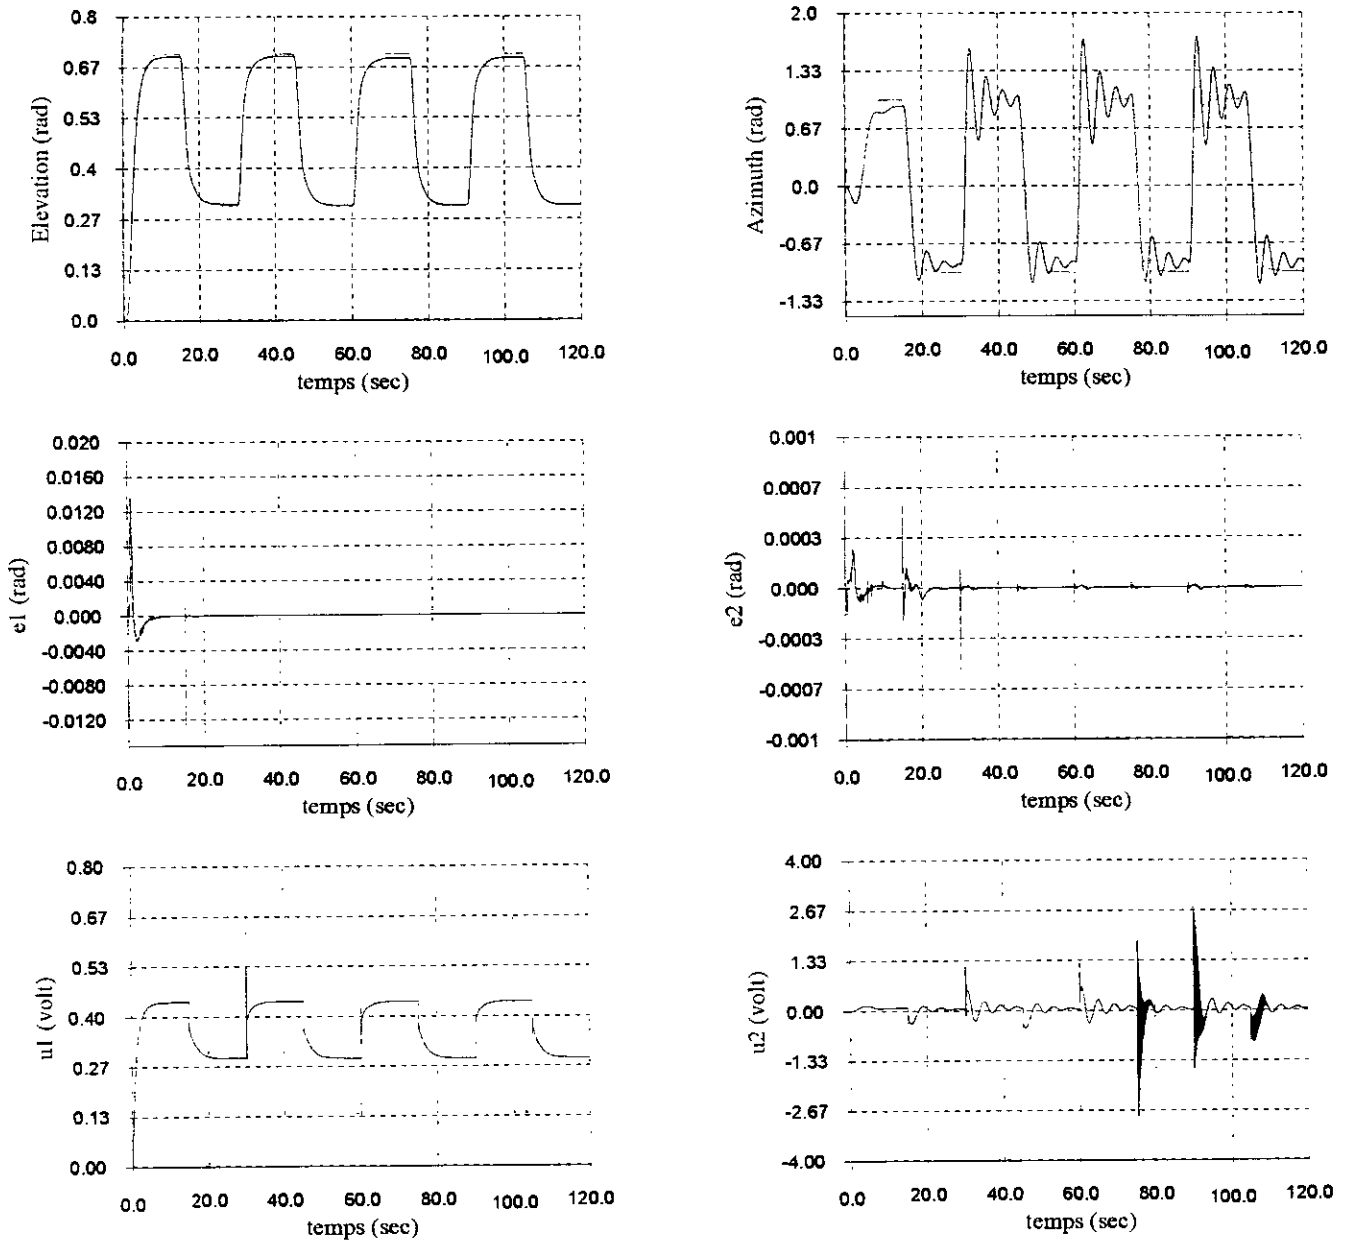 0.8
0.67
0.53
0.4
0.27
0.13
0.0
Elevation (rad)
0.0 20.0 40.0 60.0 80.0 100.0 120.0
temps (sec)
2.0
1.33
0.67
0.0
-0.67
-1.33
Azimuth (rad)
0.0 20.0 40.0 60.0 80.0 100.0 120.0
temps (sec)
0.020
0.0160
0.0120
0.0080
0.0040
0.000
-0.0040
-0.0080
-0.0120
e1 (rad)
0.0 20.0 40.0 60.0 80.0 100.0 120.0
temps (sec)
0.001
0.0007
0.0003
0.000
-0.0003
-0.0007
-0.001
e2 (rad)
0.0 20.0 40.0 60.0 80.0 100.0 120.0
temps (sec)
0.80
0.67
0.53
0.40
0.27
0.13
0.00
u1 (volt)
0.0 20.0 40.0 60.0 80.0 100.0 120.0
temps (sec)
4.00
2.67
1.33
0.00
-1.33
-2.67
-4.00
u2 (volt)
0.0 20.0 40.0 60.0 80.0 100.0 120.0
temps (sec)